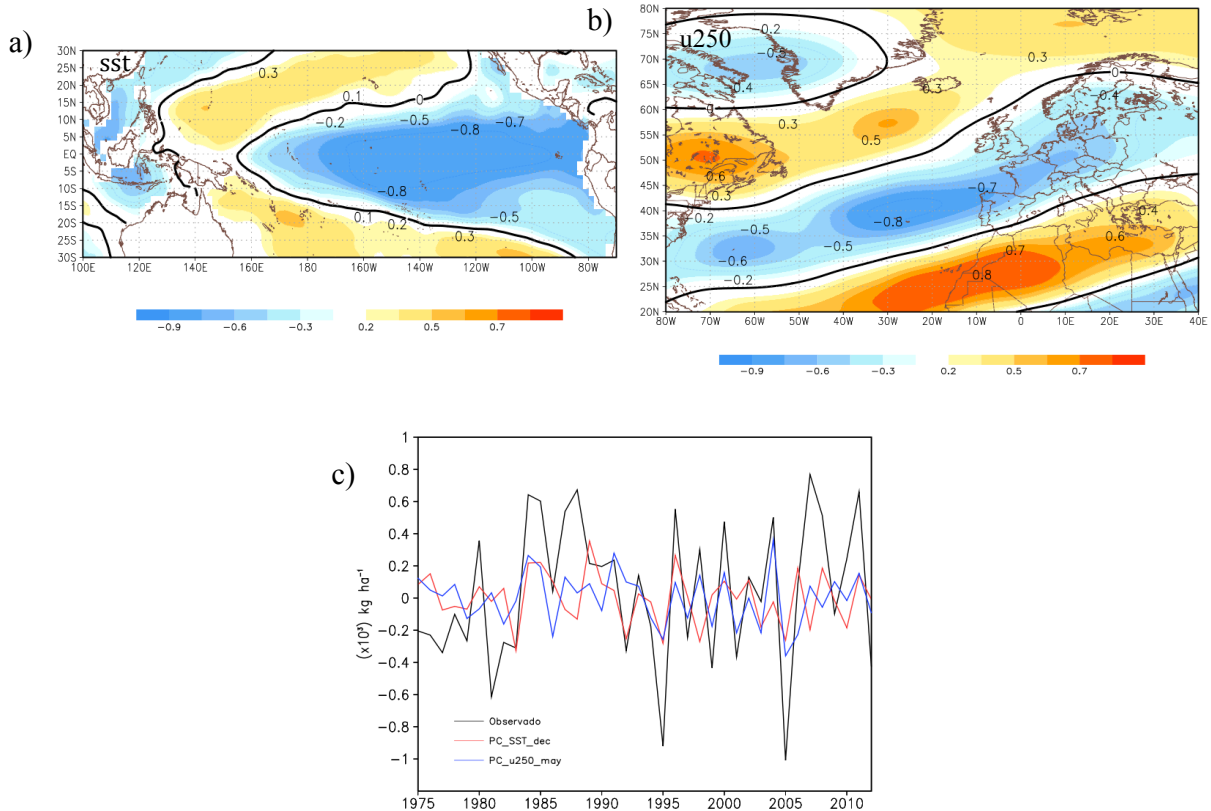 a)
sst
30N
25N
20N
15N
10N
5N
EQ
5S
10S
15S
20S
25S
30S
0.3
0.1
0
−0.2
−0.5
−0.8
−0.7
−0.8
−0.5
0.1
−0.2
0.3
100E 120E 140E 160E 180 160W 140W 120W 100W 80W
−0.9 −0.6 −0.3 0.2 0.5 0.7
b)
u250
80N
75N
70N
65N
60N
55N
50N
45N
40N
35N
30N
25N
20N
−0.2
0.4
0
0.3
0.3
0.3
0.5
0
0.4
0.6
0.3
−0.2
−0.5
−0.6
−0.2
−0.5
−0.8
−0.7
0.4
0.6
0.7
0.8
80W 70W 60W 50W 40W 30W 20W 10W 0 10E 20E 30E 40E
−0.9 −0.6 −0.3 0.2 0.5 0.7
c)
(x10³) kg ha⁻¹
1
0.8
0.6
0.4
0.2
0
−0.2
−0.4
−0.6
−0.8
−1
Observado
PC_SST_dec
PC_u250_may
1975 1980 1985 1990 1995 2000 2005 2010